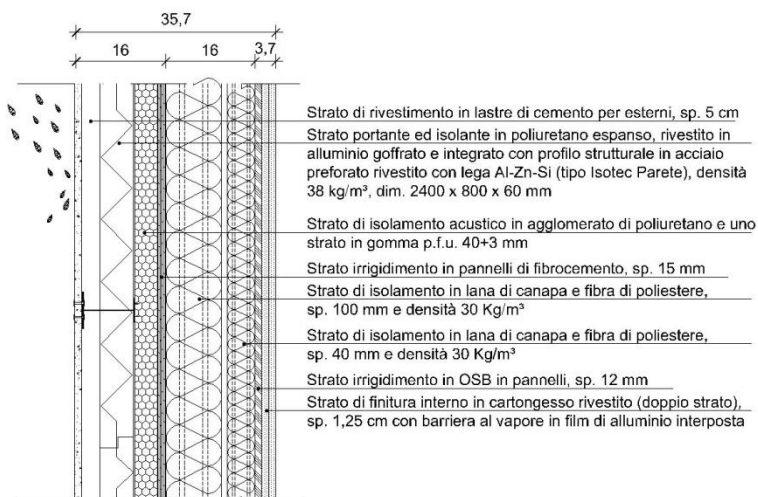 35,7
16 16 3,7
Strato di rivestimento in lastre di cemento per esterni, sp. 5 cm
Strato portante ed isolante in poliuretano espanso, rivestito in
alluminio goffrato e integrato con profilo strutturale in acciaio
preforato rivestito con lega Al-Zn-Si (tipo Isotec Parete), densità
38 kg/m³, dim. 2400 x 800 x 60 mm
Strato di isolamento acustico in agglomerato di poliuretano e uno
strato in gomma p.f.u. 40+3 mm
Strato irrigidimento in pannelli di fibrocemento, sp. 15 mm
Strato di isolamento in lana di canapa e fibra di poliestere,
sp. 100 mm e densità 30 Kg/m³
Strato di isolamento in lana di canapa e fibra di poliestere,
sp. 40 mm e densità 30 Kg/m³
Strato irrigidimento in OSB in pannelli, sp. 12 mm
Strato di finitura interno in cartongesso rivestito (doppio strato),
sp. 1,25 cm con barriera al vapore in film di alluminio interposta